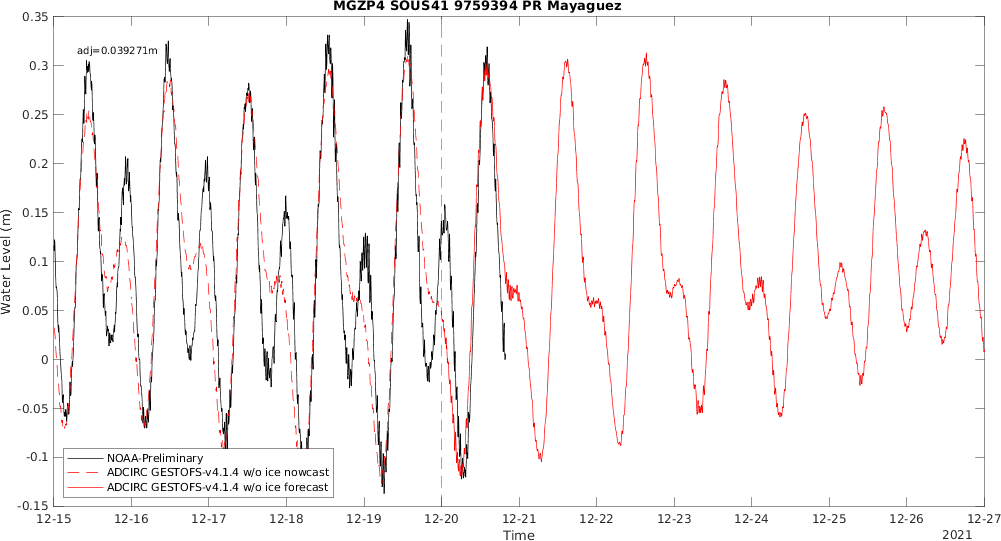 MGZP4 SOUS41 9759394 PR Mayaguez
adj=0.039271m
0.35
0.3
0.25
0.2
0.15
0.1
0.05
0
-0.05
-0.1
-0.15
Water Level (m)
NOAA-Preliminary
ADCIRC GESTOFS-v4.1.4 w/o ice nowcast
ADCIRC GESTOFS-v4.1.4 w/o ice forecast
12-15 12-16 12-17 12-18 12-19 12-20 12-21 12-22 12-23 12-24 12-25 12-26 12-27
Time
2021